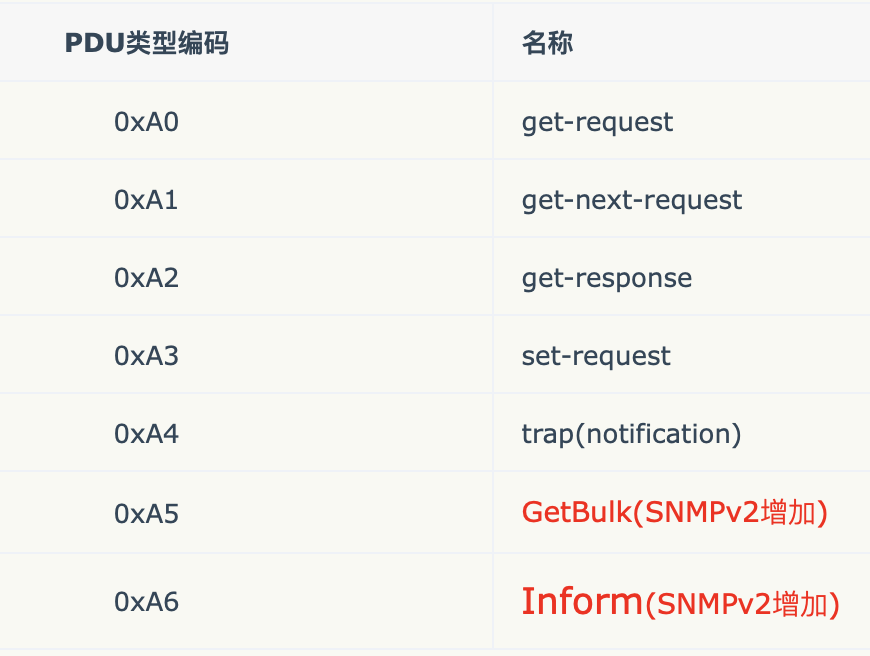 PDU类型编码 名称
0xA0 get-request
0xA1 get-next-request
0xA2 get-response
0xA3 set-request
0xA4 trap(notification)
0xA5 GetBulk(SNMPv2增加)
0xA6 Inform(SNMPv2增加)